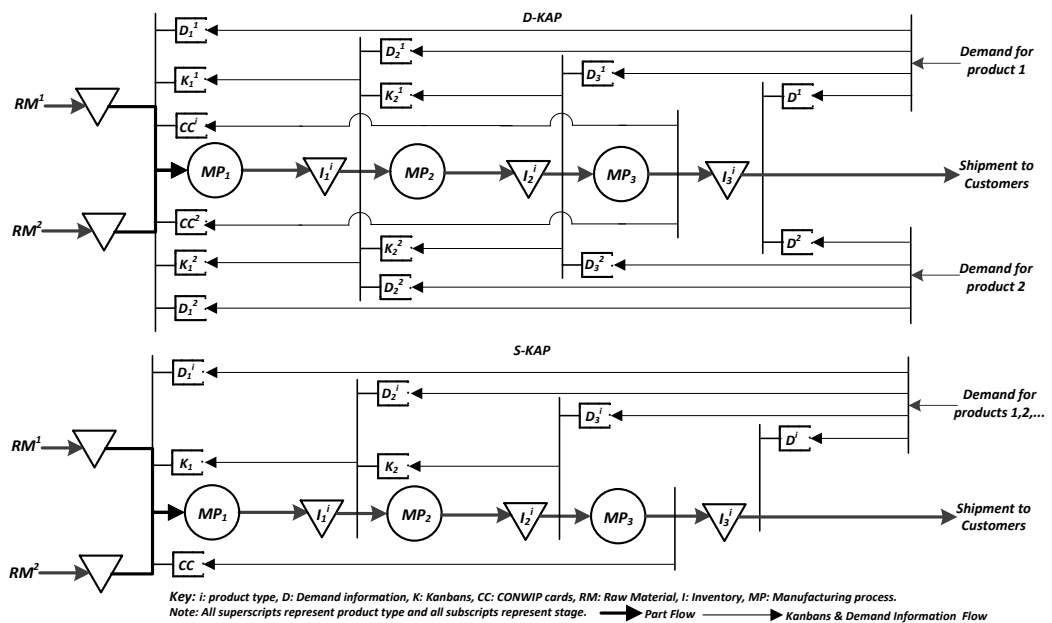 D-KAP
D₁¹
D₂¹
Demand for
product 1
D₃¹
K₁¹
K₂¹
D¹
RM¹
CCⁱ
MP₁
I₁ⁱ
MP₂
I₂ⁱ
MP₃
I₃ⁱ
Shipment to
Customers
RM²
CC²
K₂²
D²
K₁²
D₃²
Demand for
product 2
D₂²
D₁²
S-KAP
D₁ⁱ
D₂ⁱ
Demand for
products 1,2,...
D₃ⁱ
Dⁱ
RM¹
K₁
K₂
MP₁
I₁ⁱ
MP₂
I₂ⁱ
MP₃
I₃ⁱ
Shipment to
Customers
RM²
CC
Key: i: product type, D: Demand information, K: Kanbans, CC: CONWIP cards, RM: Raw Material, I: Inventory, MP: Manufacturing process.
Note: All superscripts represent product type and all subscripts represent stage. Part Flow Kanbans & Demand Information Flow